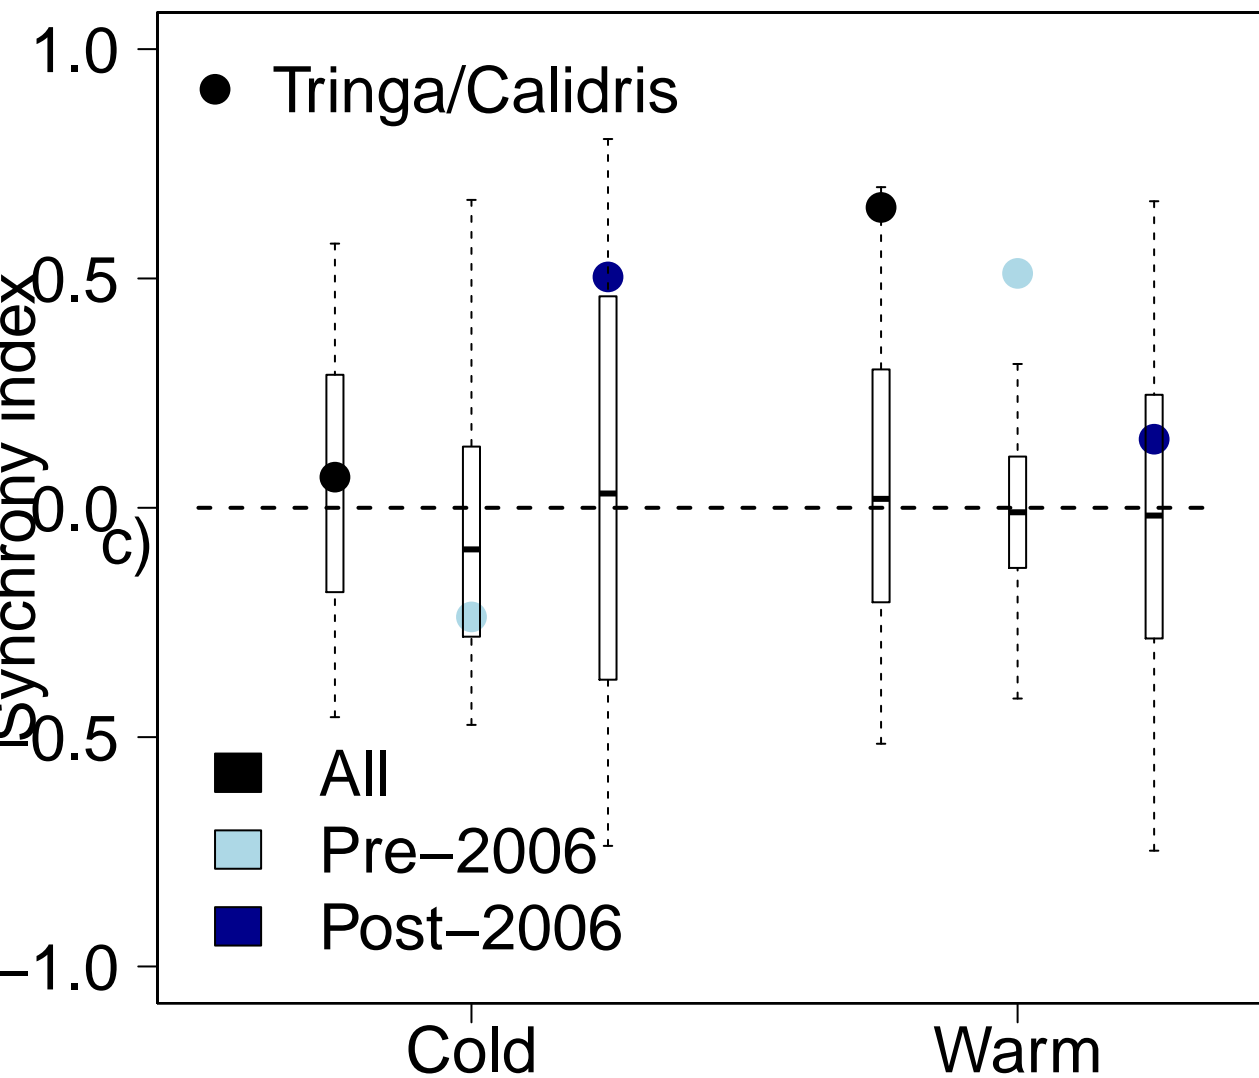 1.0
Tringa/Calidris
0.5
Synchrony index
0.0
c)
−0.5
All
Pre−2006
Post−2006
−1.0
Cold Warm